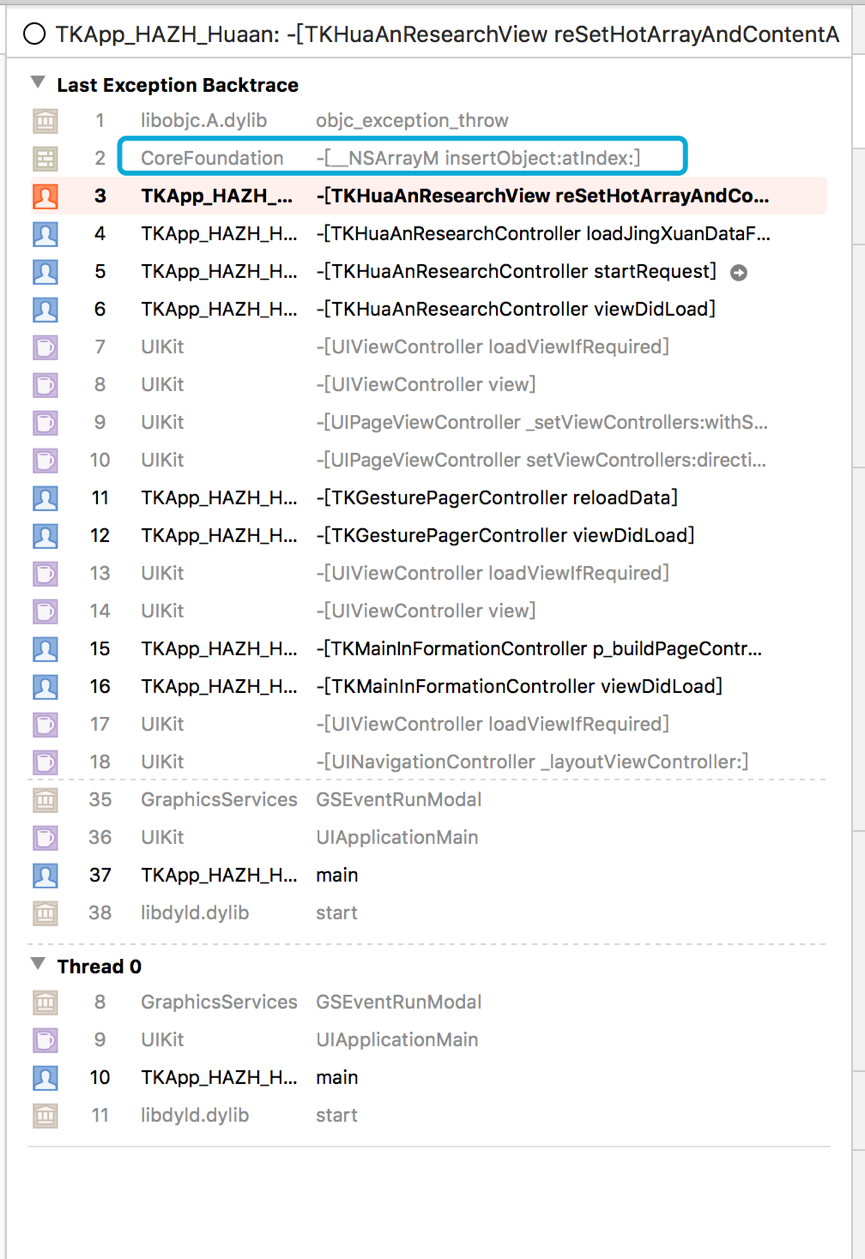 TKApp_HAZH_Huaan: -[TKHuaAnResearchView reSetHotArrayAndContentA
Last Exception Backtrace
1 libobjc.A.dylib objc_exception_throw
2 CoreFoundation -[__NSArrayM insertObject:atIndex:]
3 TKApp_HAZH_... -[TKHuaAnResearchView reSetHotArrayAndCo...
4 TKApp_HAZH_H... -[TKHuaAnResearchController loadJingXuanDataF...
5 TKApp_HAZH_H... -[TKHuaAnResearchController startRequest]
6 TKApp_HAZH_H... -[TKHuaAnResearchController viewDidLoad]
7 UIKit -[UIViewController loadViewIfRequired]
8 UIKit -[UIViewController view]
9 UIKit -[UIPageViewController _setViewControllers:withS...
10 UIKit -[UIPageViewController setViewControllers:directi...
11 TKApp_HAZH_H... -[TKGesturePagerController reloadData]
12 TKApp_HAZH_H... -[TKGesturePagerController viewDidLoad]
13 UIKit -[UIViewController loadViewIfRequired]
14 UIKit -[UIViewController view]
15 TKApp_HAZH_H... -[TKMainInFormationController p_buildPageContr...
16 TKApp_HAZH_H... -[TKMainInFormationController viewDidLoad]
17 UIKit -[UIViewController loadViewIfRequired]
18 UIKit -[UINavigationController _layoutViewController:]
35 GraphicsServices GSEventRunModal
36 UIKit UIApplicationMain
37 TKApp_HAZH_H... main
38 libdyld.dylib start
Thread 0
8 GraphicsServices GSEventRunModal
9 UIKit UIApplicationMain
10 TKApp_HAZH_H... main
11 libdyld.dylib start